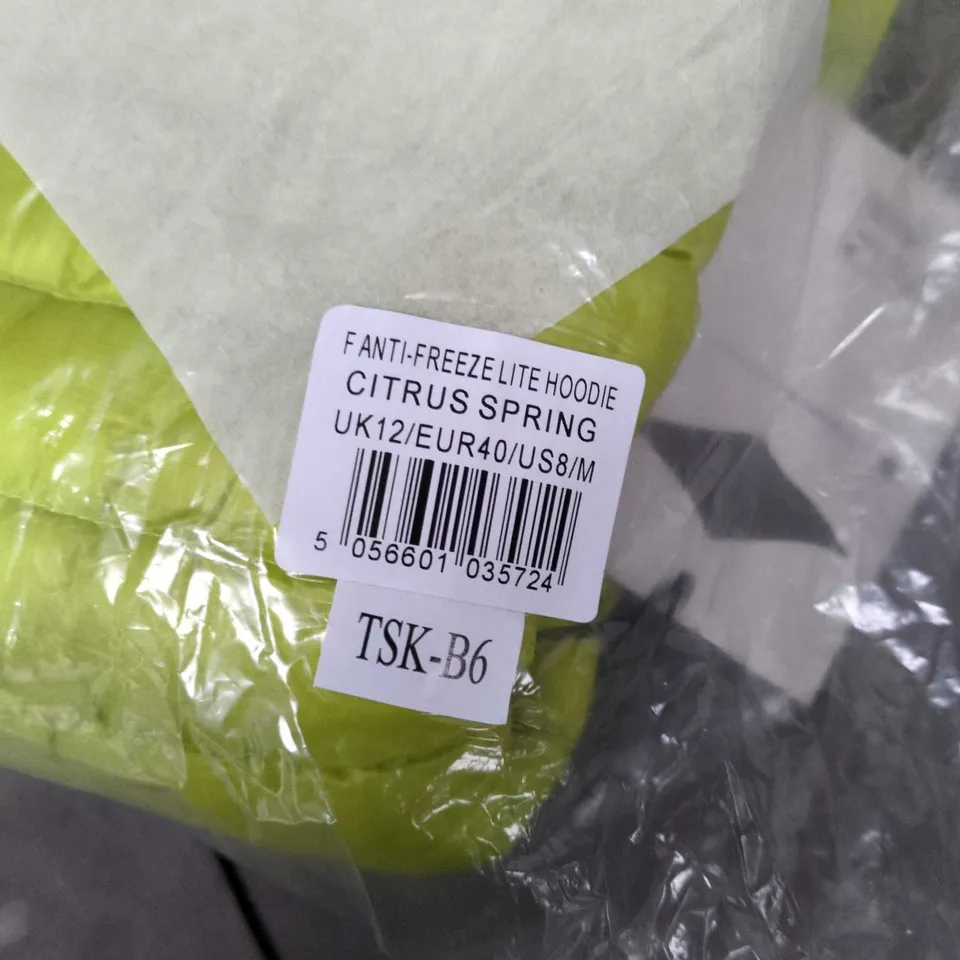 F ANTI-FREEZE LITE HOODIE
CITRUS SPRING
UK12/EUR40/US8/M
5 056601 035724
TSK-B6